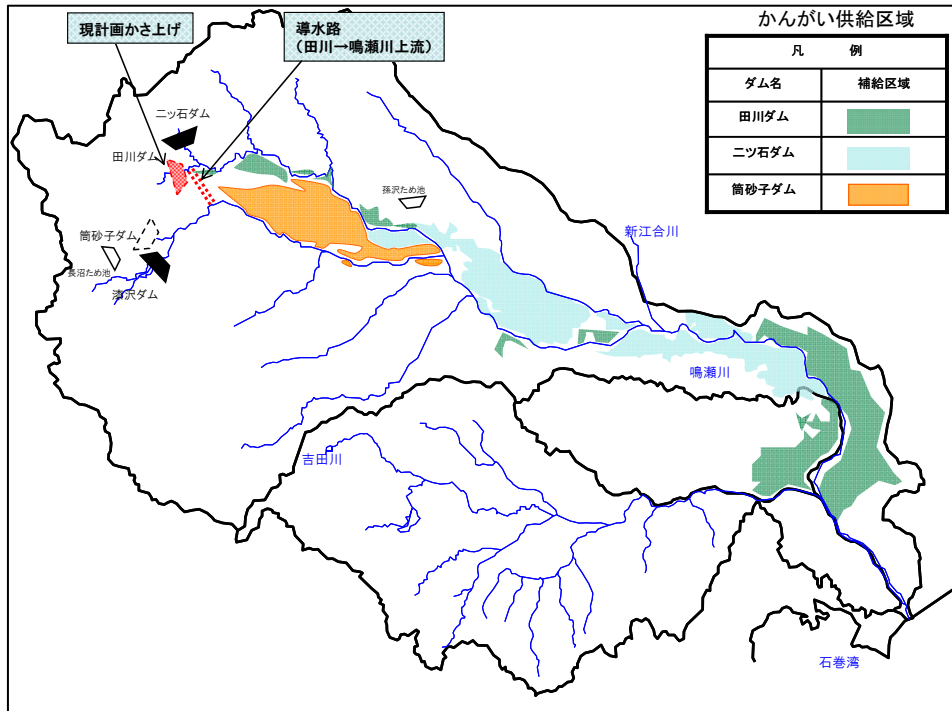 現計画かさ上げ
導水路
（田川→鳴瀬川上流）
かんがい供給区域
凡　例
ダム名
補給区域
田川ダム
二ツ石ダム
筒砂子ダム
二ツ石ダム
田川ダム
孫沢ため池
新江合川
筒砂子ダム
長沼ため池
漆沢ダム
鳴瀬川
吉田川
石巻湾